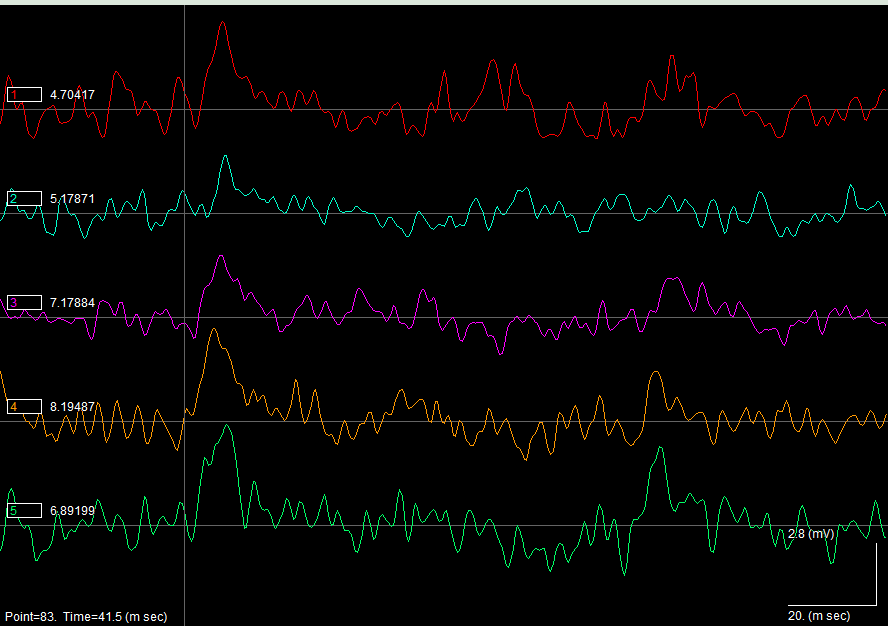 1 4.70417
2 5.17871
3 7.17884
4 8.19487
5 6.89199
2.8 (mV)
20. (m sec)
Point=83. Time=41.5 (m sec)